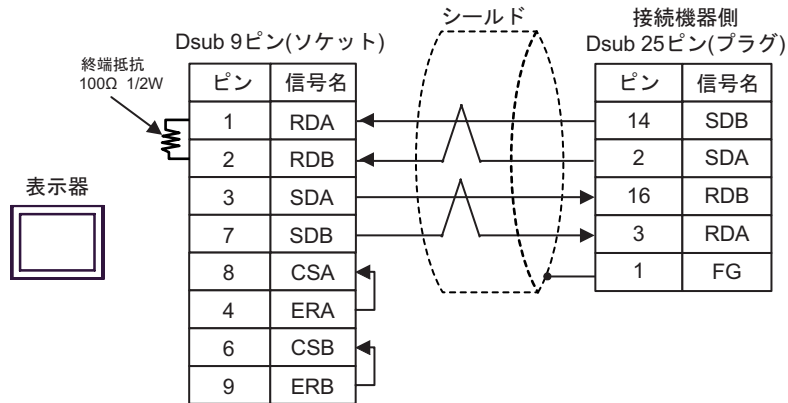 シールド
接続機器側
Dsub 9ピン(ソケット)
Dsub 25ピン(プラグ)
終端抵抗
100Ω 1/2W
ピン 信号名
1 RDA
2 RDB
3 SDA
7 SDB
8 CSA
4 ERA
6 CSB
9 ERB
表示器
ピン 信号名
14 SDB
2 SDA
16 RDB
3 RDA
1 FG